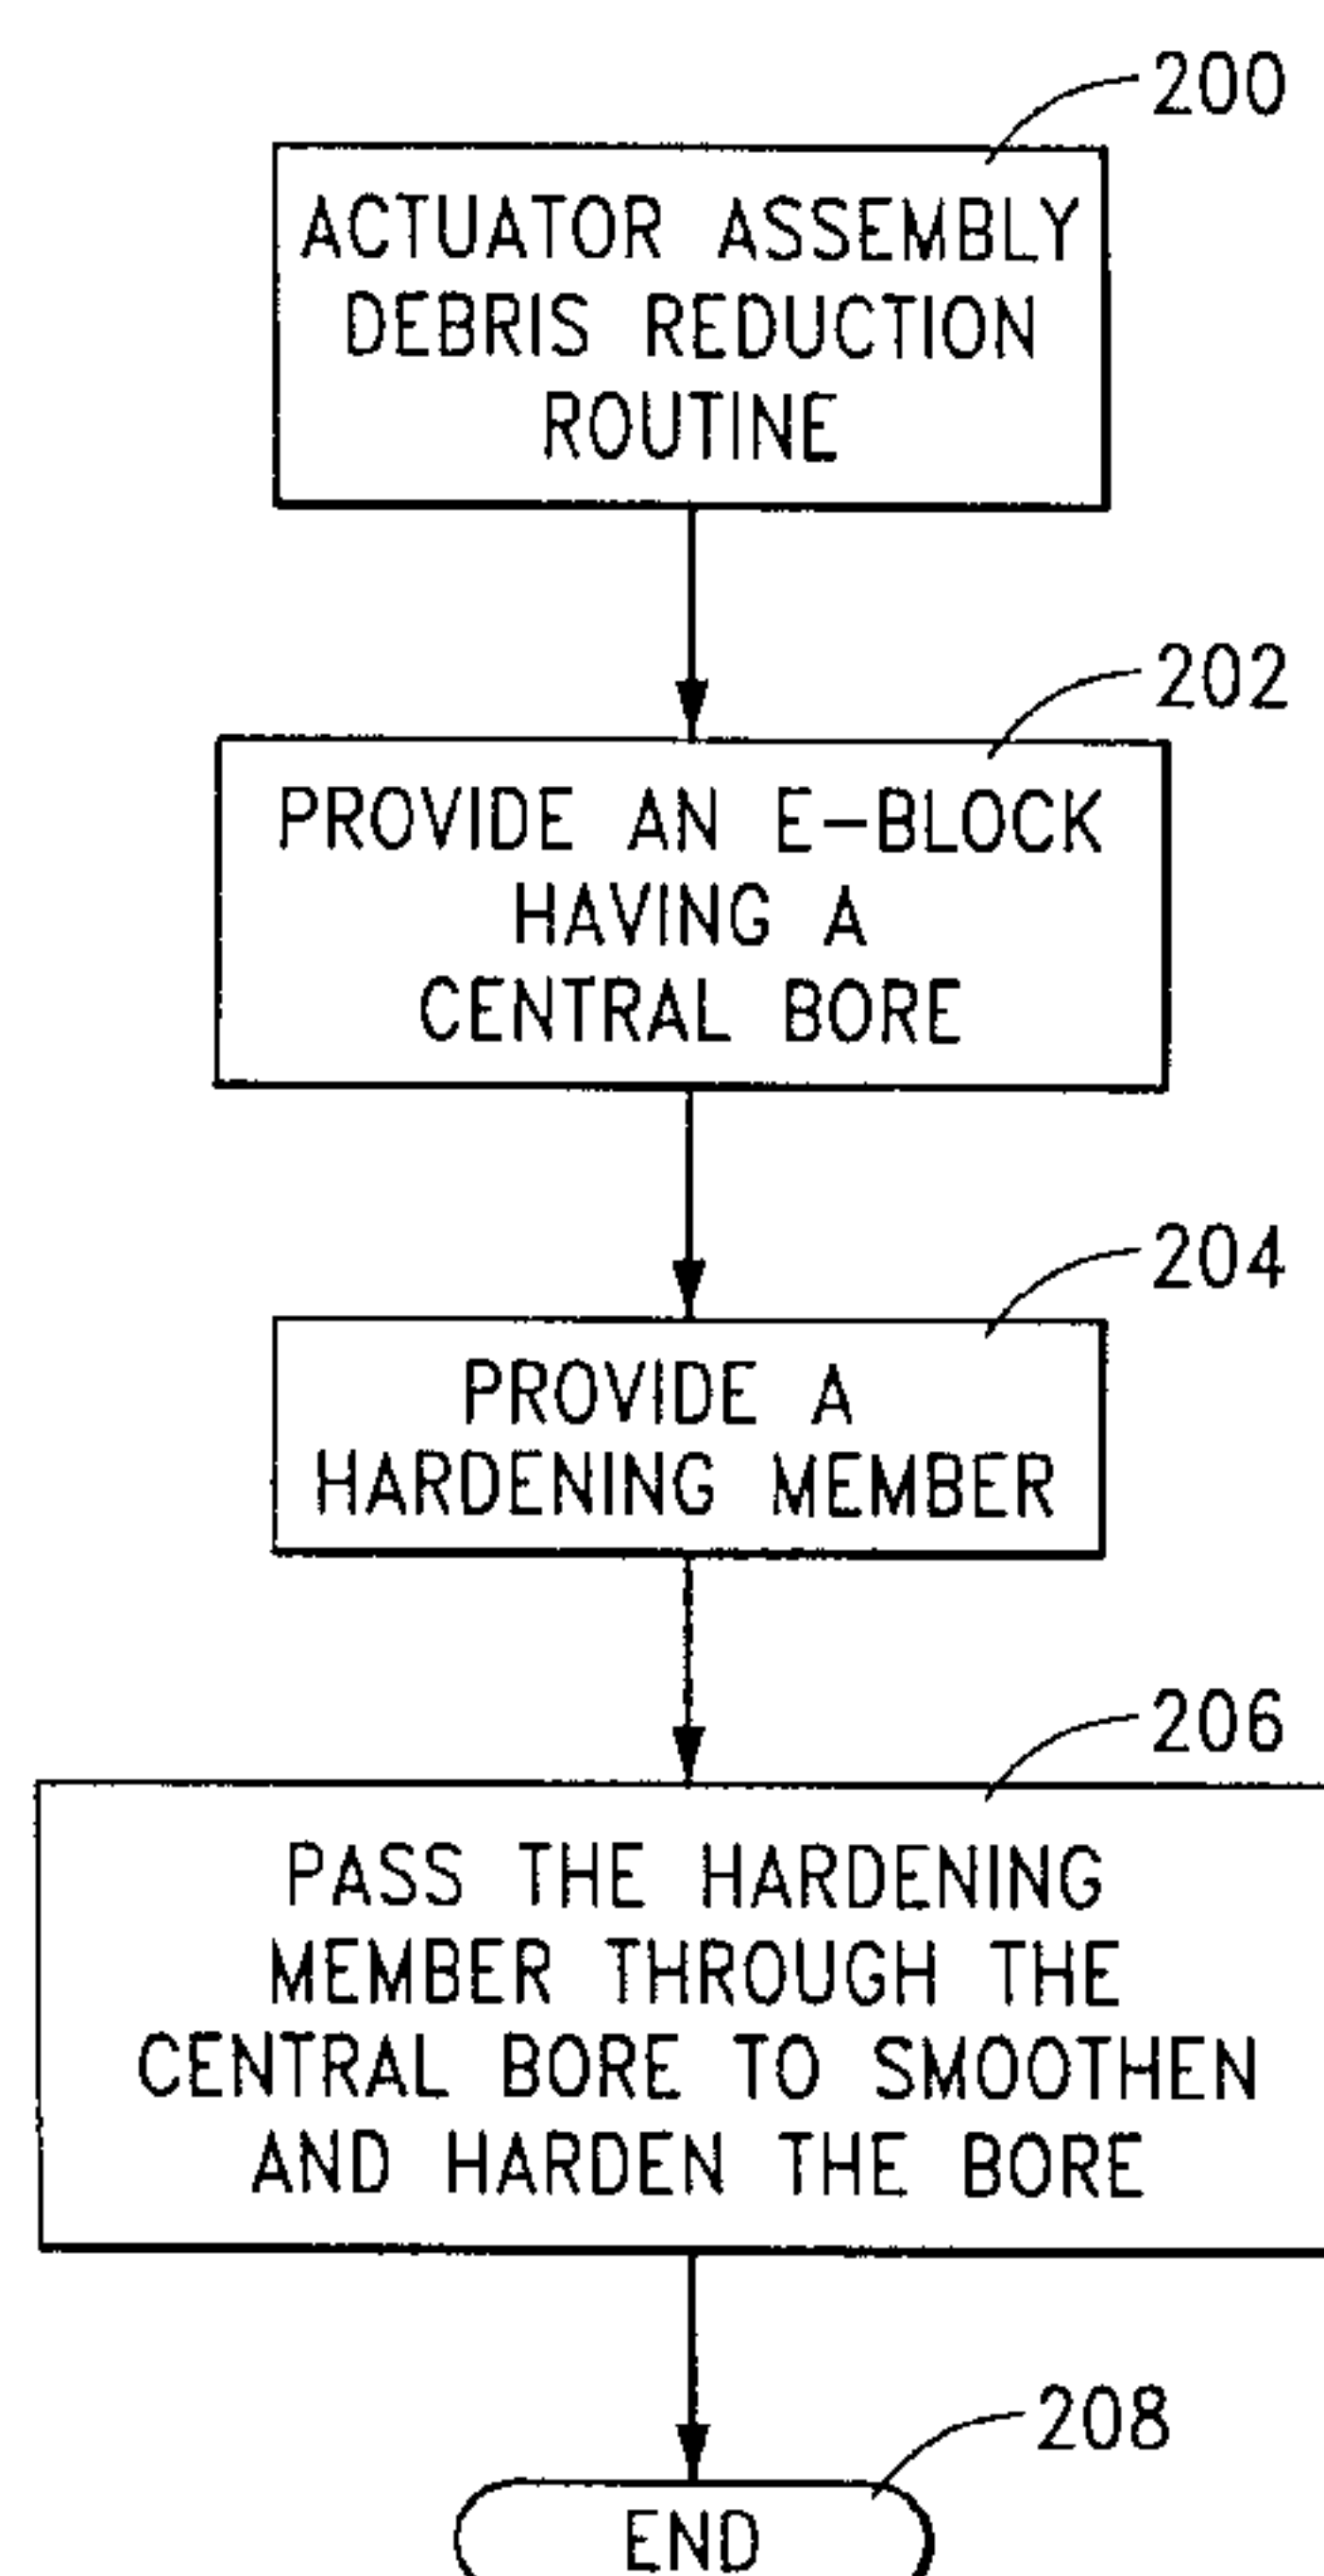 200
ACTUATOR ASSEMBLY
DEBRIS REDUCTION
ROUTINE
202
PROVIDE AN E-BLOCK
HAVING A
CENTRAL BORE
204
PROVIDE A
HARDENING MEMBER
206
PASS THE HARDENING
MEMBER THROUGH THE
CENTRAL BORE TO SMOOTHEN
AND HARDEN THE BORE
208
END